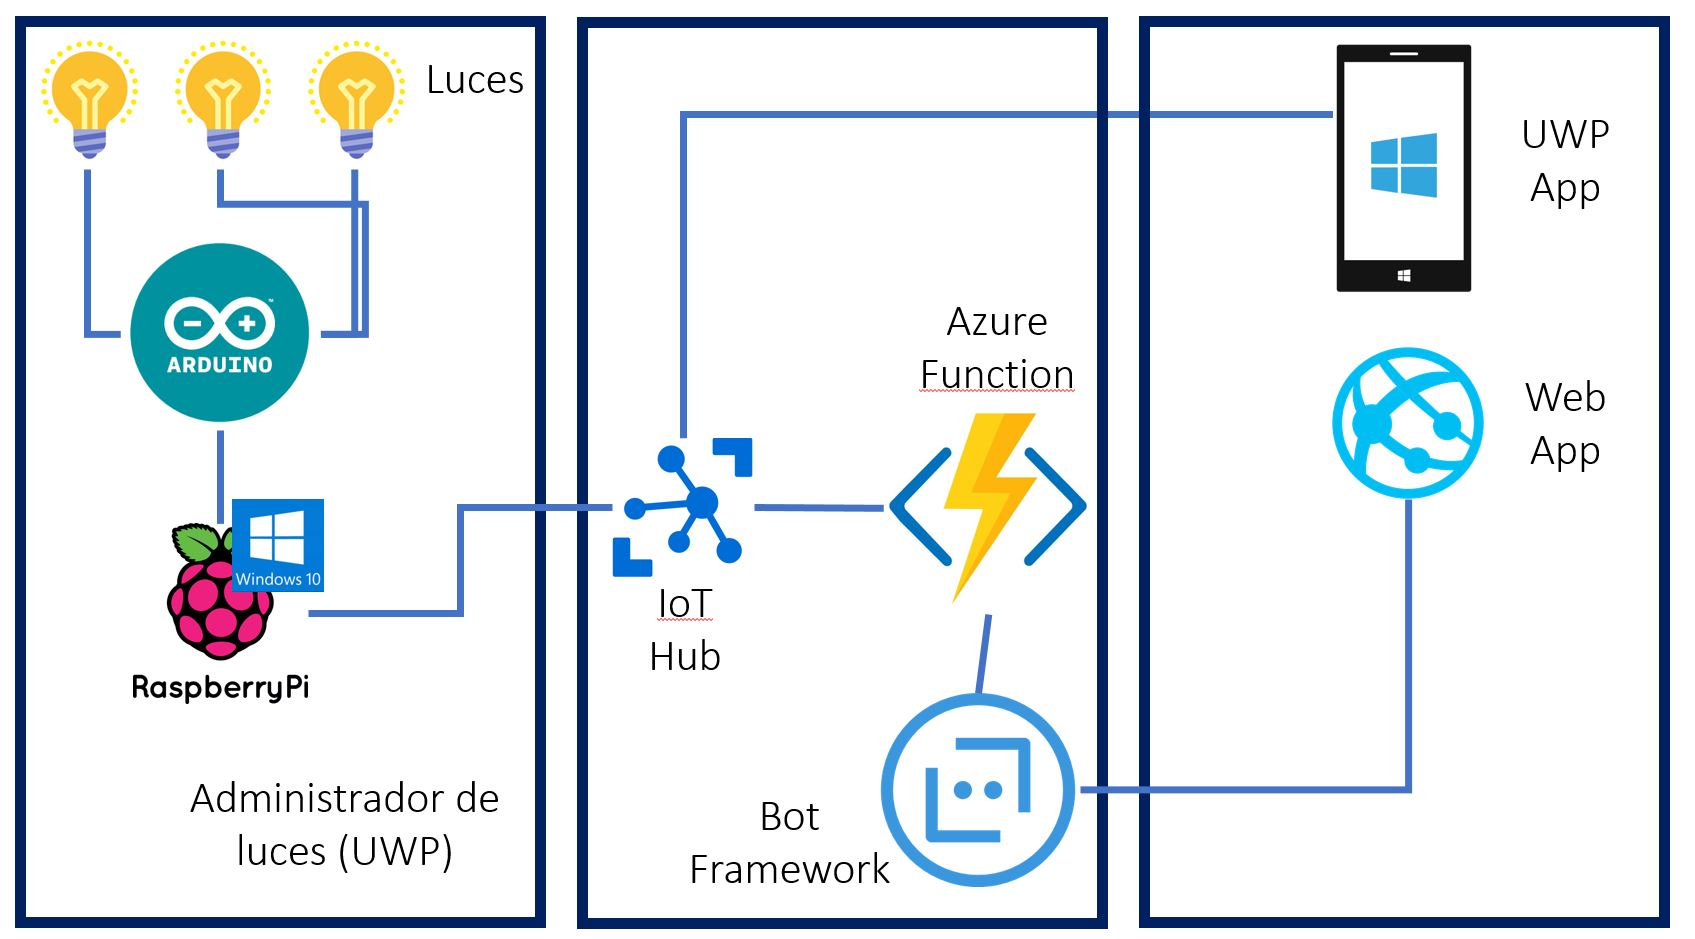 Luces
ARDUINO
™
Windows 10
RaspberryPi
Administrador de
luces (UWP)
Azure
Function
IoT
Hub
Bot
Framework
UWP
App
Web
App